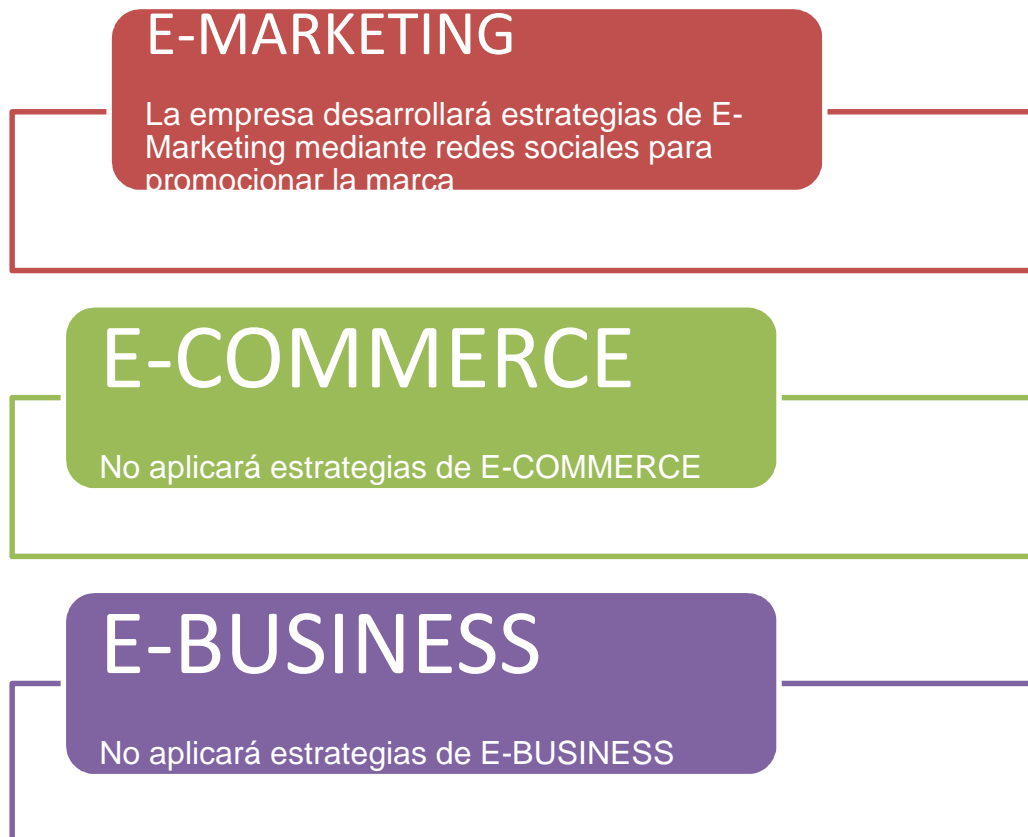 E-MARKETING
La empresa desarrollará estrategias de E-
Marketing mediante redes sociales para
promocionar la marca
E-COMMERCE
No aplicará estrategias de E-COMMERCE
E-BUSINESS
No aplicará estrategias de E-BUSINESS